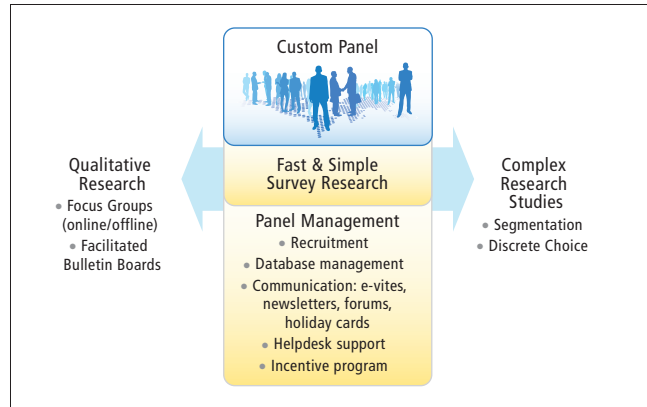 Custom Panel
Qualitative
Research
• Focus Groups
(online/offline)
• Facilitated
Bulletin Boards
Fast & Simple
Survey Research
Panel Management
• Recruitment
• Database management
• Communication: e-vites,
newsletters, forums,
holiday cards
• Helpdesk support
• Incentive program
Complex
Research
Studies
• Segmentation
• Discrete Choice